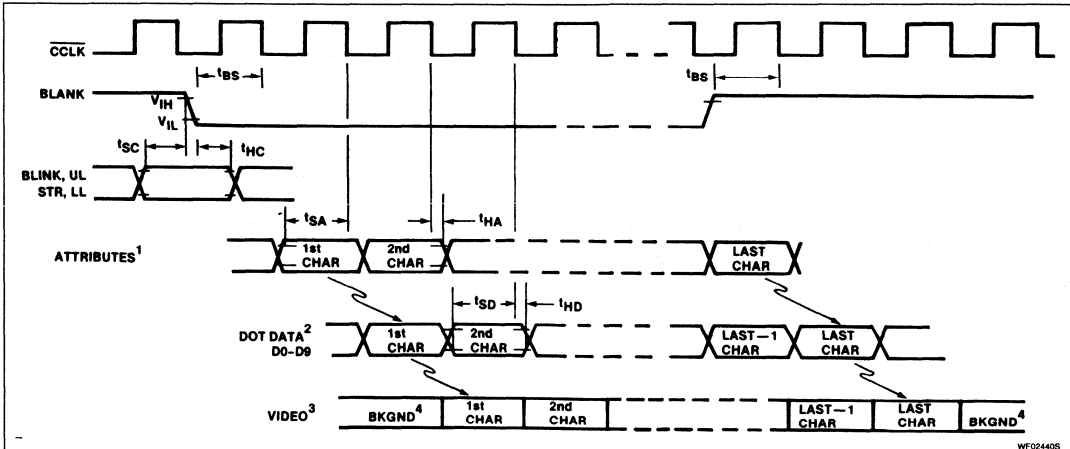 CCLK
tBS
tBS
BLANK
VIH
VIL
tSC
tHC
BLINK, UL
STR, LL
tSA
tHA
ATTRIBUTES1
1st
CHAR
2nd
CHAR
LAST
CHAR
tSD
tHD
DOT DATA2
D0-D9
1st
CHAR
2nd
CHAR
LAST—1
CHAR
LAST
CHAR
VIDEO3
BKGND4
1st
CHAR
2nd
CHAR
LAST—1
CHAR
LAST
CHAR
BKGND4
WF02440S